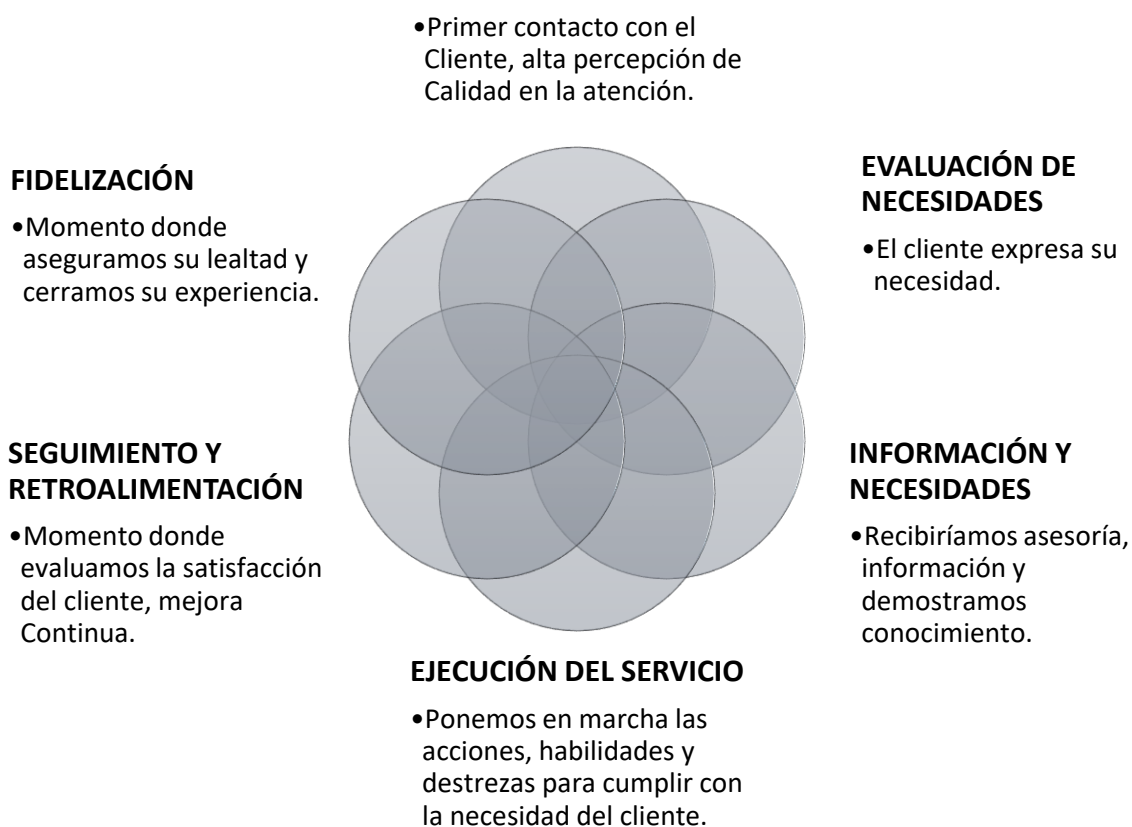 •Primer contacto con el
Cliente, alta percepción de
Calidad en la atención.
EVALUACIÓN DE
NECESIDADES
•El cliente expresa su
necesidad.
INFORMACIÓN Y
NECESIDADES
•Recibiríamos asesoría,
información y
demostramos
conocimiento.
EJECUCIÓN DEL SERVICIO
•Ponemos en marcha las
acciones, habilidades y
destrezas para cumplir con
la necesidad del cliente.
SEGUIMIENTO Y
RETROALIMENTACIÓN
•Momento donde
evaluamos la satisfacción
del cliente, mejora
Continua.
FIDELIZACIÓN
•Momento donde
aseguramos su lealtad y
cerramos su experiencia.